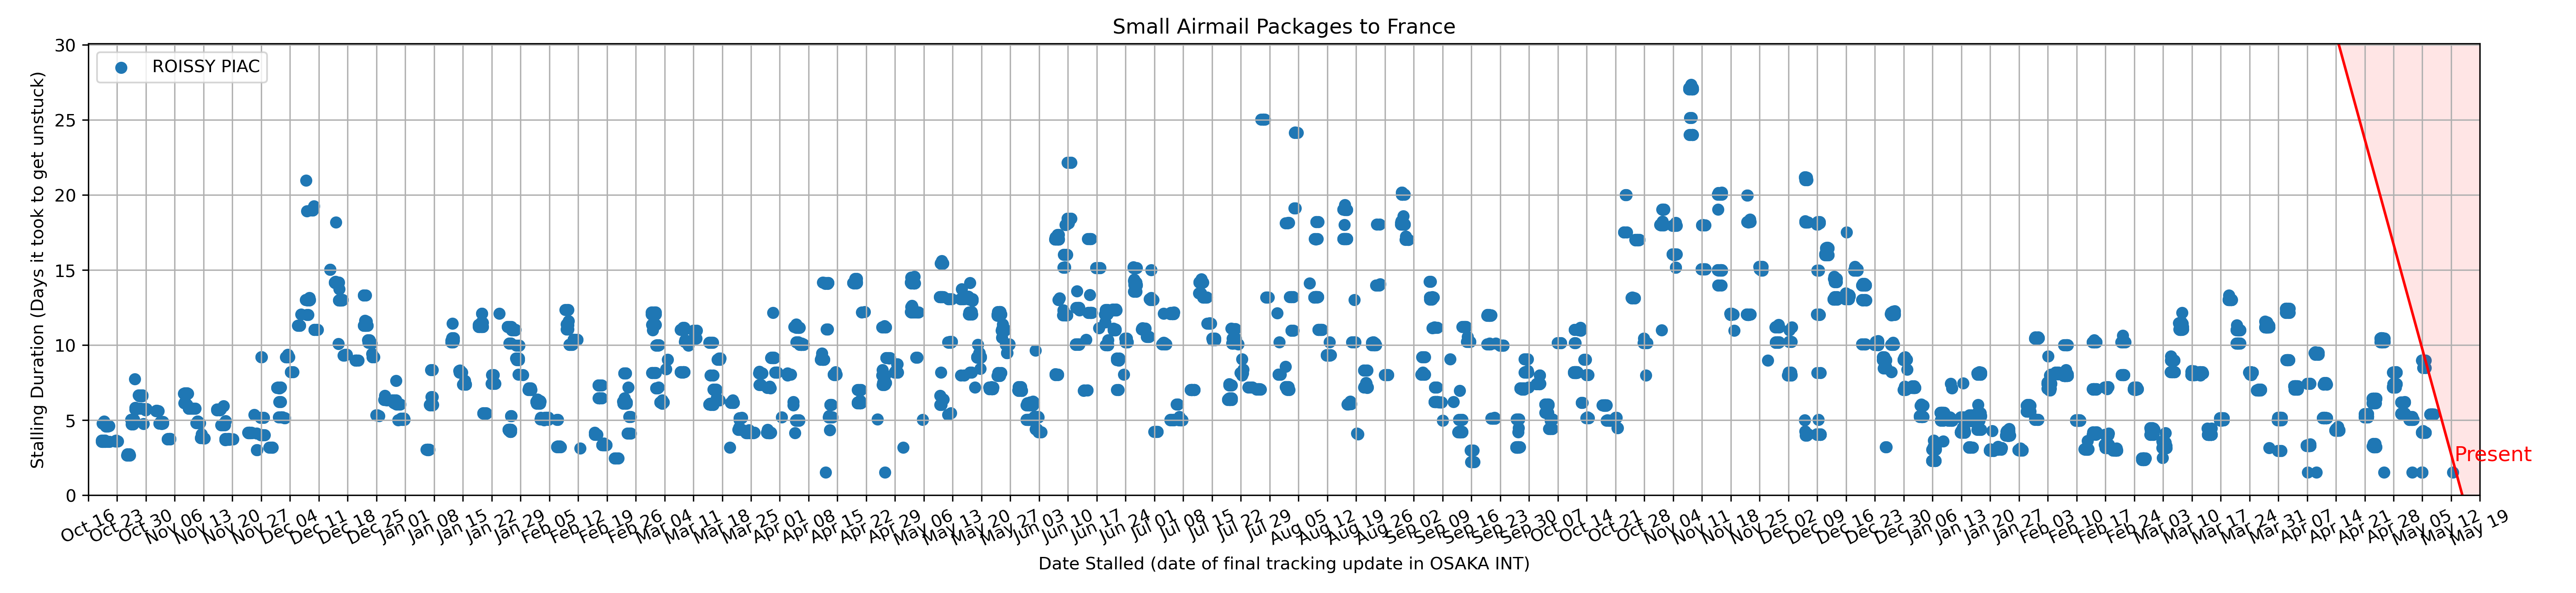 Small Airmail Packages to France
ROISSY PIAC
Stalling Duration (Days it took to get unstuck)
30
25
20
15
10
5
0
Present
Oct 16
Oct 23
Oct 30
Nov 06
Nov 13
Nov 20
Nov 27
Dec 04
Dec 11
Dec 18
Dec 25
Jan 01
Jan 08
Jan 15
Jan 22
Jan 29
Feb 05
Feb 12
Feb 19
Feb 26
Mar 04
Mar 11
Mar 18
Mar 25
Apr 01
Apr 08
Apr 15
Apr 22
Apr 29
May 06
May 13
May 20
May 27
Jun 03
Jun 10
Jun 17
Jun 24
Jul 01
Jul 08
Jul 15
Jul 22
Jul 29
Aug 05
Aug 12
Aug 19
Aug 26
Sep 02
Sep 09
Sep 16
Sep 23
Sep 30
Oct 07
Oct 14
Oct 21
Oct 28
Nov 04
Nov 11
Nov 18
Nov 25
Dec 02
Dec 09
Dec 16
Dec 23
Dec 30
Jan 06
Jan 13
Jan 20
Jan 27
Feb 03
Feb 10
Feb 17
Feb 24
Mar 03
Mar 10
Mar 17
Mar 24
Mar 31
Apr 07
Apr 14
Apr 21
Apr 28
May 05
May 12
May 19
Date Stalled (date of final tracking update in OSAKA INT)